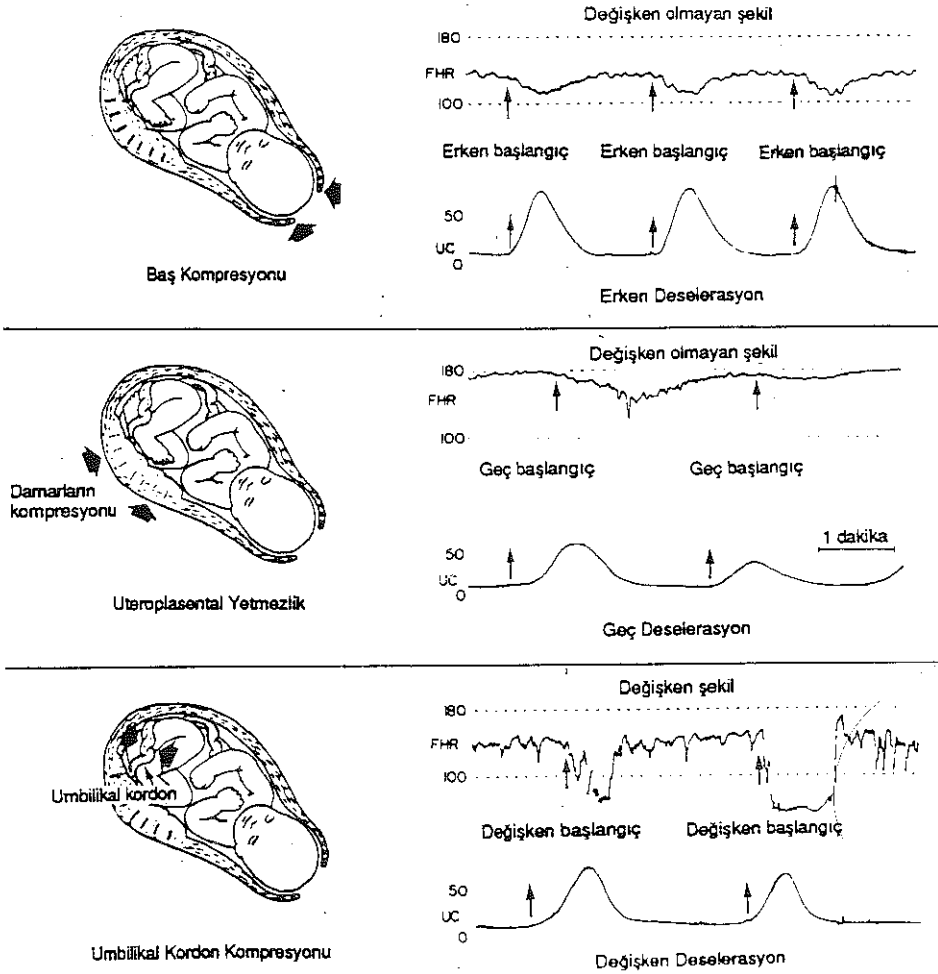 Değişken olmayan şekil
180
FHR
100
Erken başlangıç Erken başlangıç Erken başlangıç
50
UC
0
Baş Kompresyonu
Erken Deselerasyon
Değişken olmayan şekil
180
FHR
100
Geç başlangıç Geç başlangıç
Damarların
kompresyonu
1 dakika
50
UC
0
Uteroplasental Yetmezlik
Geç Deselerasyon
Değişken şekil
180
FHR
100
Umbilikal kordon
Değişken başlangıç Değişken başlangıç
50
UC
0
Umbilikal Kordon Kompresyonu
Değişken Deselerasyon